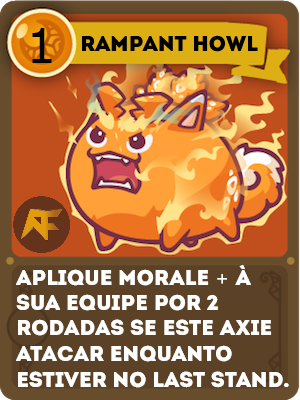 1
RAMPANT HOWL
AF
APLIQUE MORALE + À
SUA EQUIPE POR 2
RODADAS SE ESTE AXIE
ATACAR ENQUANTO
ESTIVER NO LAST STAND.